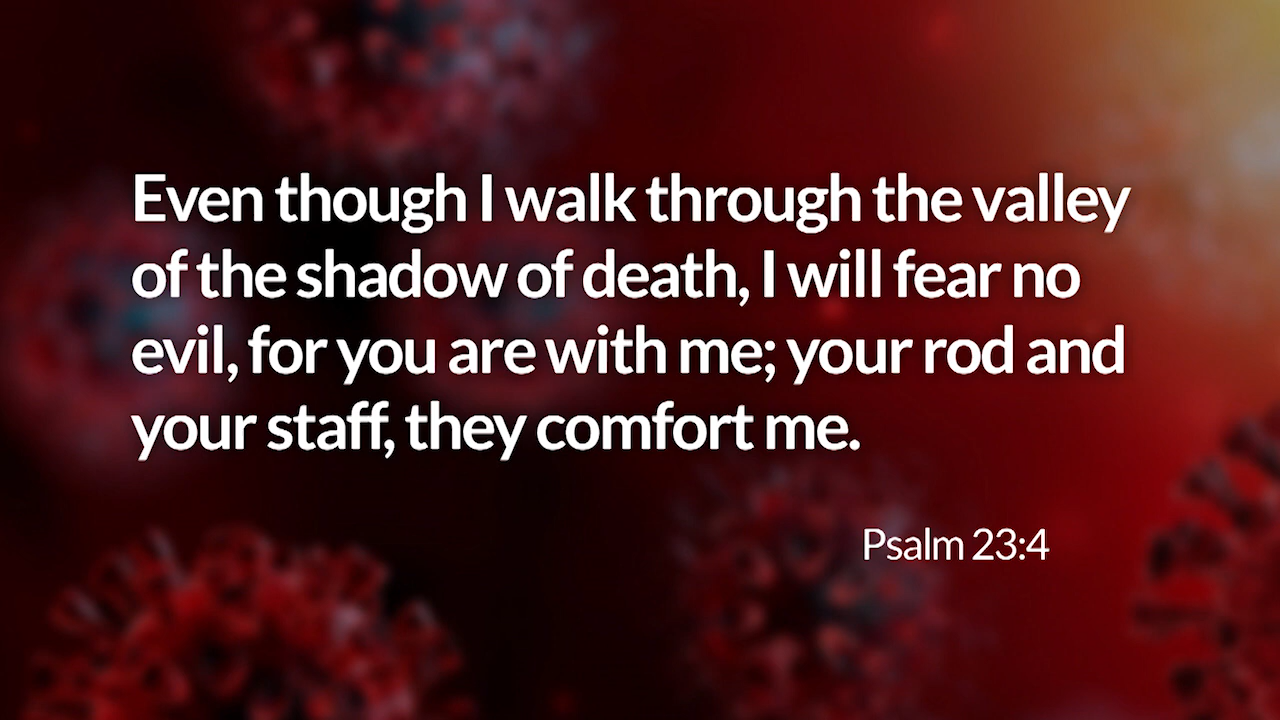 Even though I walk through the valley
of the shadow of death, I will fear no
evil, for you are with me; your rod and
your staff, they comfort me.
Psalm 23:4